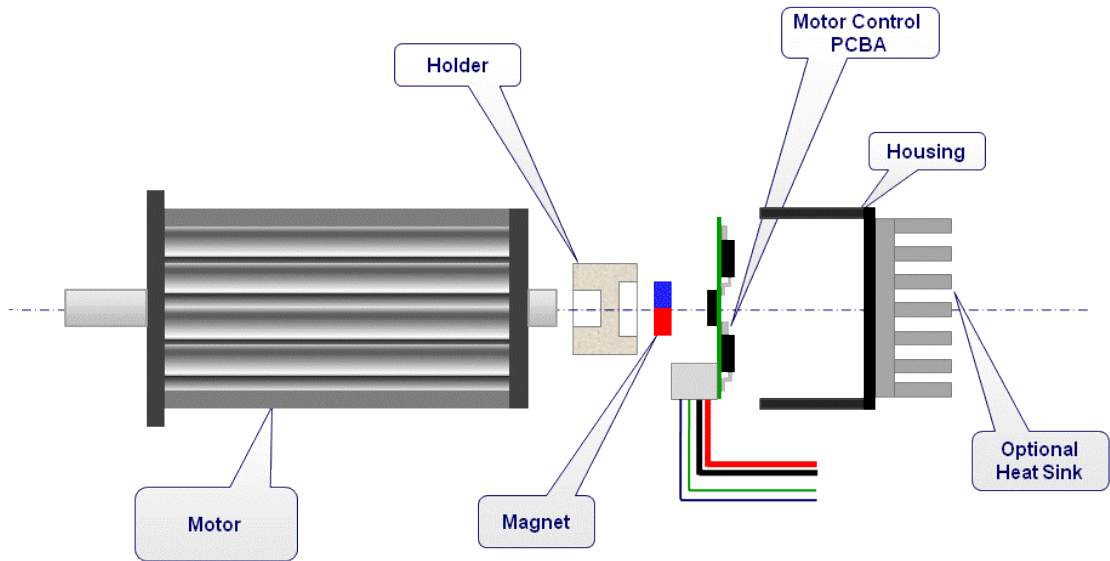 Motor Control
PCBA
Holder
Housing
Optional
Heat Sink
Motor
Magnet